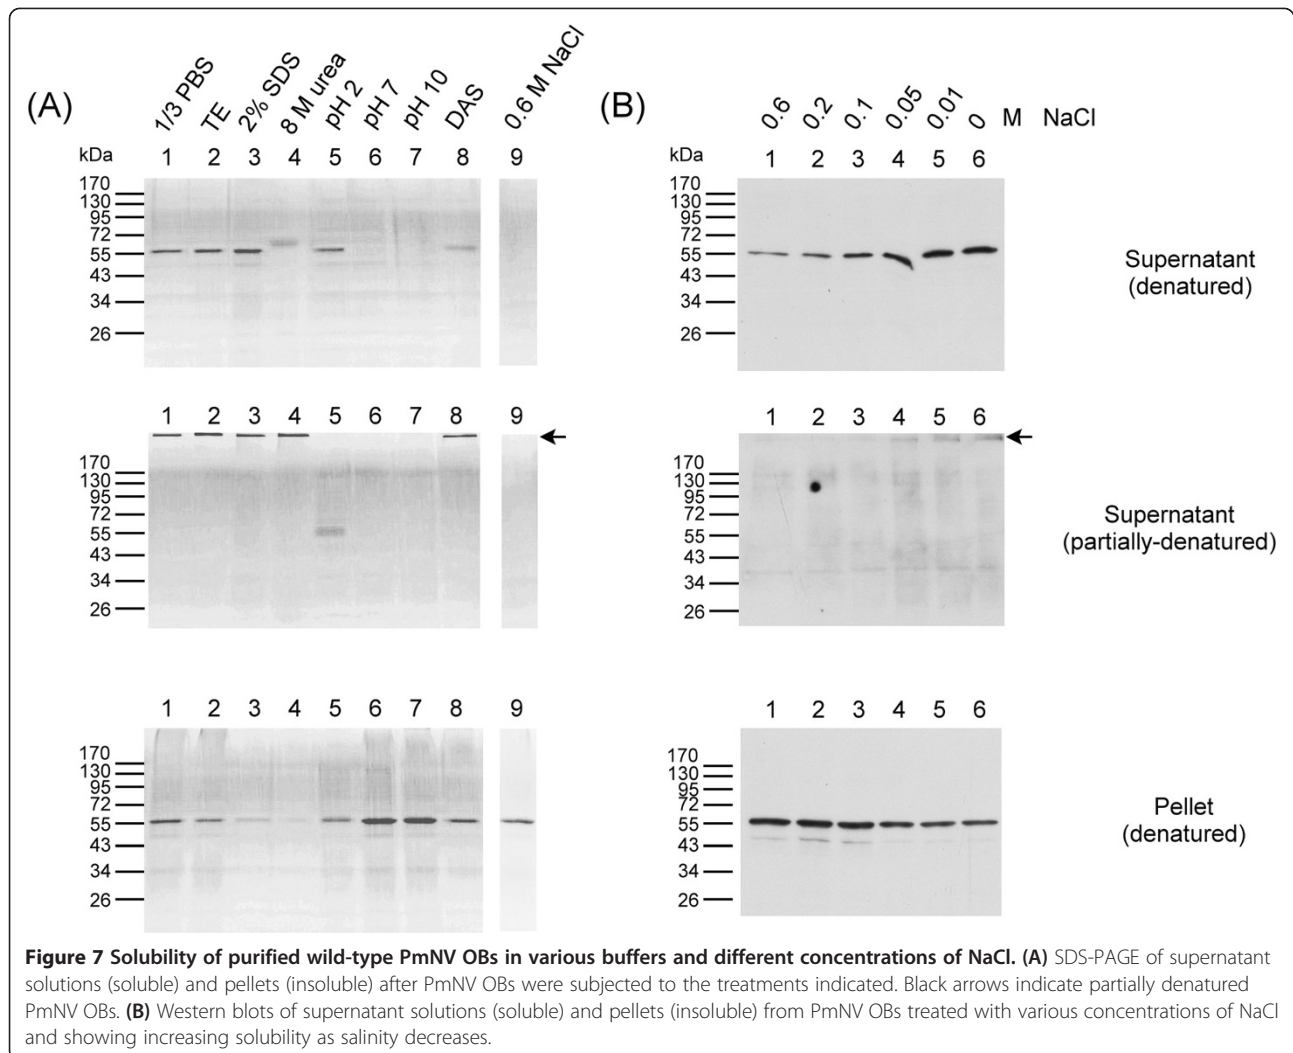 (A)
1/3 PBS
TE
2% SDS
8 M urea
pH 2
pH 7
pH 10
DAS
0.6 M NaCl
kDa 1 2 3 4 5 6 7 8 9
170
130
95
72
55
43
34
26
1 2 3 4 5 6 7 8 9
170
130
95
72
55
43
34
26
1 2 3 4 5 6 7 8 9
170
130
95
72
55
43
34
26
(B)
0.6 0.2 0.1 0.05 0.01 0 M NaCl
kDa 1 2 3 4 5 6
170
130
95
72
55
43
34
26
Supernatant
(denatured)
1 2 3 4 5 6
170
130
95
72
55
43
34
26
Supernatant
(partially-denatured)
1 2 3 4 5 6
170
130
95
72
55
43
34
26
Pellet
(denatured)
Figure 7 Solubility of purified wild-type PmNV OBs in various buffers and different concentrations of NaCl. (A) SDS-PAGE of supernatant
solutions (soluble) and pellets (insoluble) after PmNV OBs were subjected to the treatments indicated. Black arrows indicate partially denatured
PmNV OBs. (B) Western blots of supernatant solutions (soluble) and pellets (insoluble) from PmNV OBs treated with various concentrations of NaCl
and showing increasing solubility as salinity decreases.